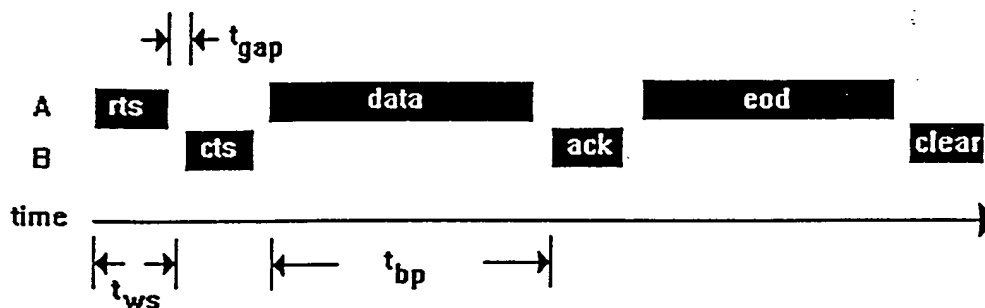 t_gap
A rts data eod
B cts ack clear
time
t_ws t_bp